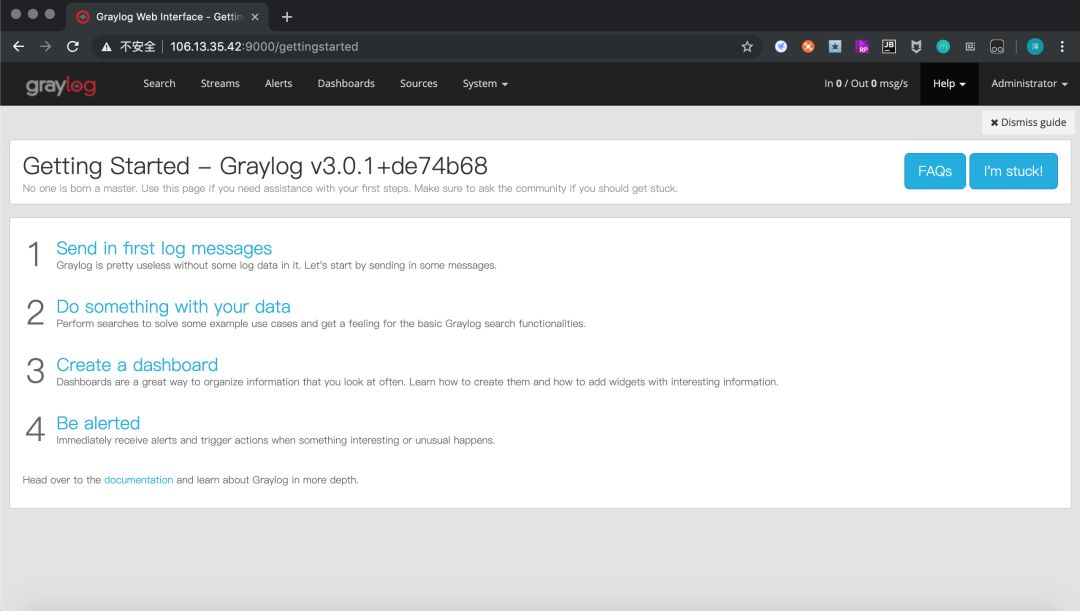 Graylog Web Interface - Gettin
不安全 106.13.35.42:9000/gettingstarted
RP
JB
洋
graylog Search Streams Alerts Dashboards Sources System In 0 / Out 0 msg/s Help Administrator
Dismiss guide
Getting Started - Graylog v3.0.1+de74b68
No one is born a master. Use this page if you need assistance with your first steps. Make sure to ask the community if you should get stuck.
FAQs I'm stuck!
1 Send in first log messages
Graylog is pretty useless without some log data in it. Let's start by sending in some messages.
2 Do something with your data
Perform searches to solve some example use cases and get a feeling for the basic Graylog search functionalities.
3 Create a dashboard
Dashboards are a great way to organize information that you look at often. Learn how to create them and how to add widgets with interesting information.
4 Be alerted
Immediately receive alerts and trigger actions when something interesting or unusual happens.
Head over to the documentation and learn about Graylog in more depth.